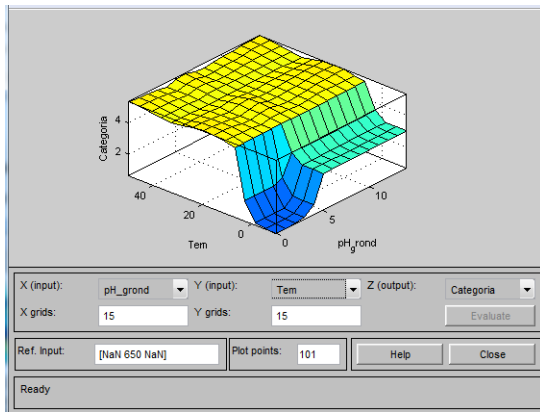 Categoria
4
2
40
20
0
Tem
0
5
10
pH_grond
X (input): pH_grond Y (input): Tem Z (output): Categoria
X grids: 15 Y grids: 15 Evaluate
Ref. Input: [NaN 650 NaN] Plot points: 101 Help Close
Ready